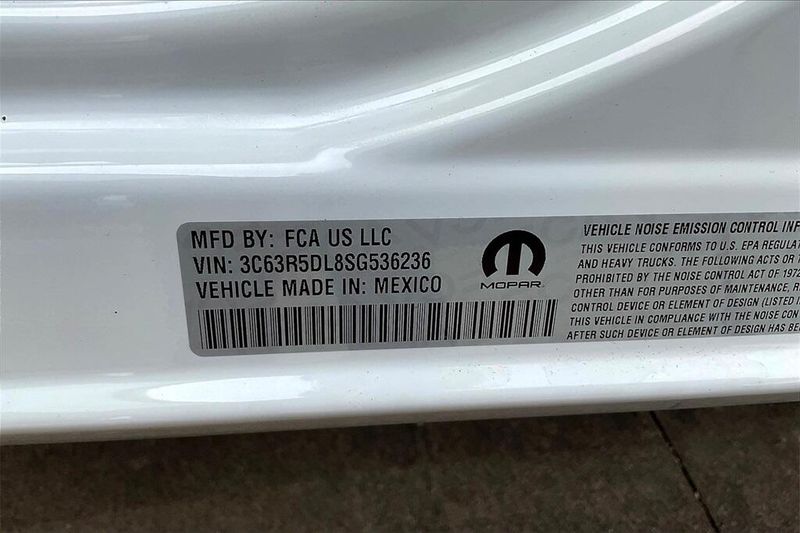 MFD BY: FCA US LLC
VIN: 3C63R5DL8SG536236
VEHICLE MADE IN: MEXICO
MOPAR
VEHICLE NOISE EMISSION CONTROL INF
THIS VEHICLE CONFORMS TO U.S. EPA REGULAT
AND HEAVY TRUCKS. THE FOLLOWING ACTS OR T
PROHIBITED BY THE NOISE CONTROL ACT OF 1972
OTHER THAN FOR PURPOSES OF MAINTENANCE, R
CONTROL DEVICE OR ELEMENT OF DESIGN (LISTED I
THIS VEHICLE IN COMPLIANCE WITH THE NOISE CON
AFTER SUCH DEVICE OR ELEMENT OF DESIGN HAS BE